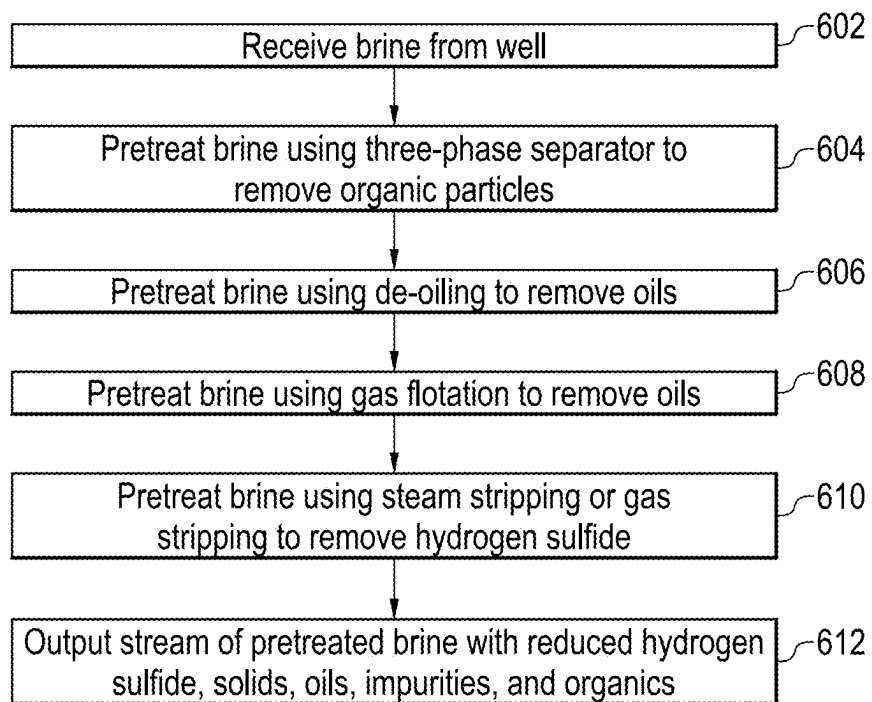 Receive brine from well
602
Pretreat brine using three-phase separator to
remove organic particles
604
Pretreat brine using de-oiling to remove oils
606
Pretreat brine using gas flotation to remove oils
608
Pretreat brine using steam stripping or gas
stripping to remove hydrogen sulfide
610
Output stream of pretreated brine with reduced hydrogen
sulfide, solids, oils, impurities, and organics
612